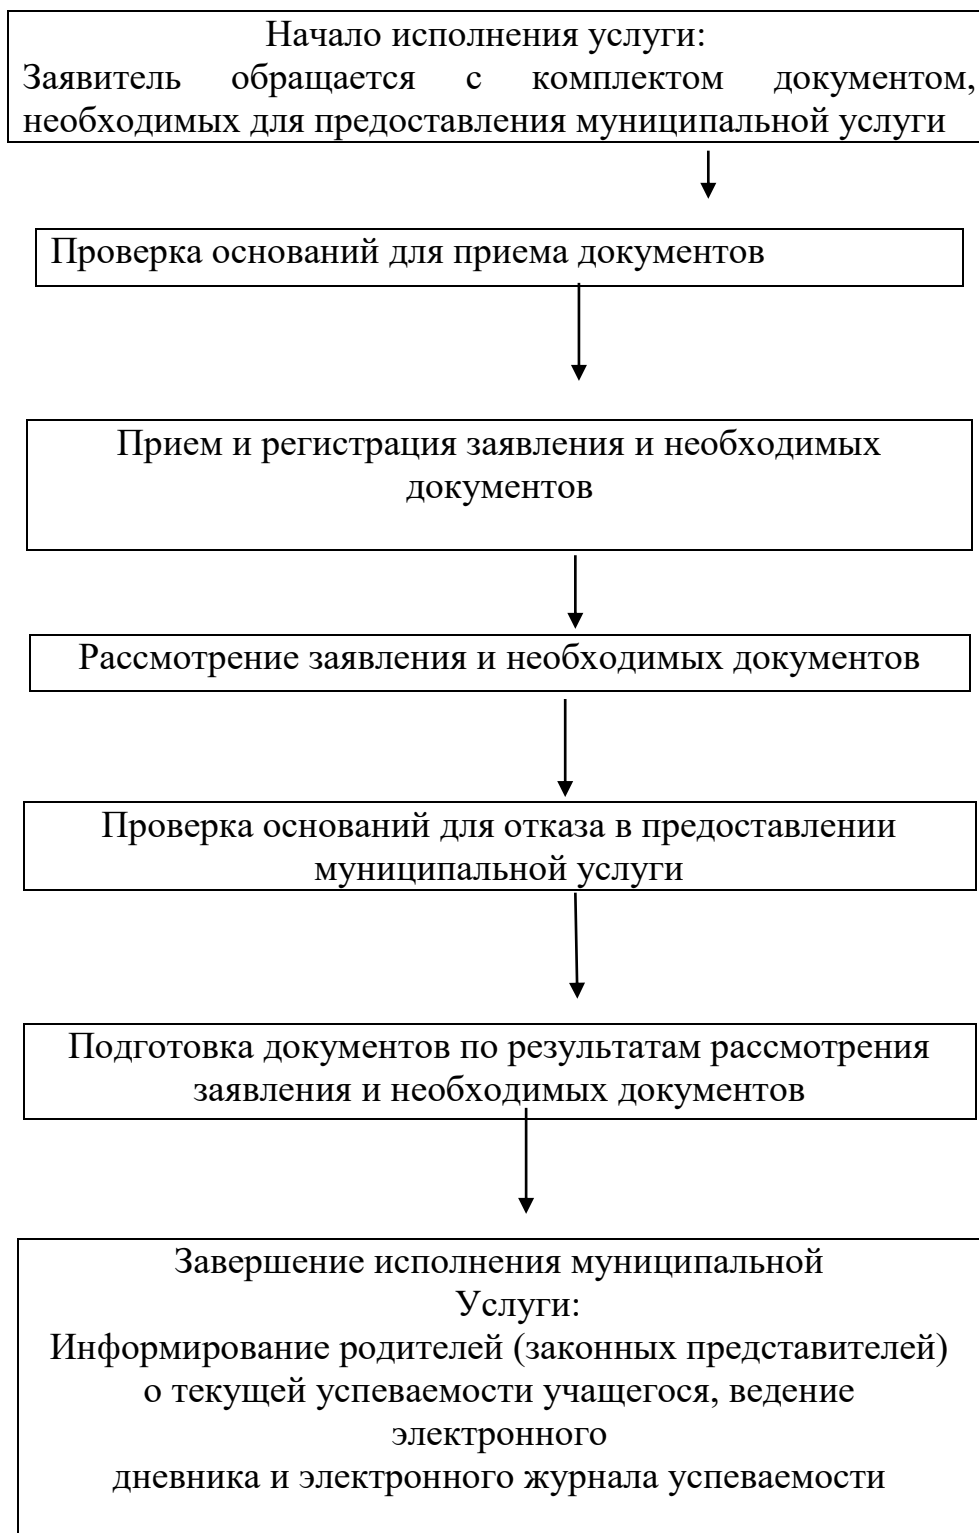 Начало исполнения услуги:
Заявитель обращается с комплектом документом,
необходимых для предоставления муниципальной услуги
Проверка оснований для приема документов
Прием и регистрация заявления и необходимых
документов
Рассмотрение заявления и необходимых документов
Проверка оснований для отказа в предоставлении
муниципальной услуги
Подготовка документов по результатам рассмотрения
заявления и необходимых документов
Завершение исполнения муниципальной
Услуги:
Информирование родителей (законных представителей)
о текущей успеваемости учащегося, ведение
электронного
дневника и электронного журнала успеваемости